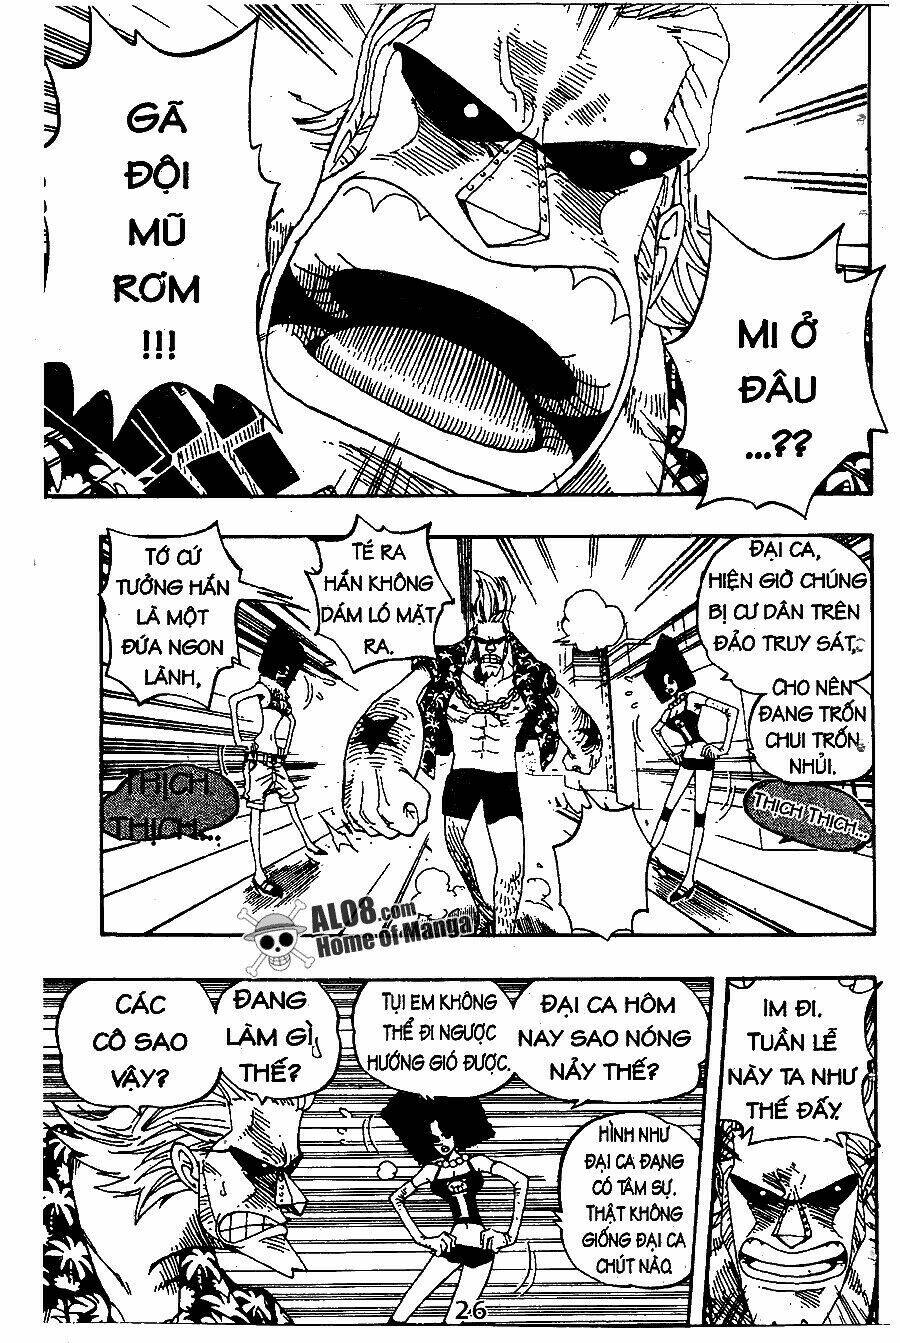 MI Ở
ĐÂU
...??
GÃ
ĐỘI
MŨ
RƠM
!!!
ĐẠI CA,
HIỆN GIỜ CHÚNG
BỊ CƯ DÂN TRÊN
ĐẢO TRUY SÁT,
CHO NÊN
ĐANG TRỐN
CHUI TRỐN
NHỦI.
THỊCH THỊCH...
TÉ RA
HẮN KHÔNG
DÁM LÓ MẶT
RA.
TỚ CỨ
TƯỞNG HẮN
LÀ MỘT
ĐỨA NGON
LÀNH,
THỊCH
THỊCH...
AL08.com
Home of Manga
IM ĐI.
TUẦN LỄ
NÀY TA NHƯ
THẾ ĐẤY.
ĐẠI CA HÔM
NAY SAO NÓNG
NẢY THẾ?
TỤI EM KHÔNG
THỂ ĐI NGƯỢC
HƯỚNG GIÓ ĐƯỢC.
HÌNH NHƯ
ĐẠI CA ĐANG
CÓ TÂM SỰ.
THẬT KHÔNG
GIỐNG ĐẠI CA
CHÚT NÀO.
ĐANG
LÀM GÌ
THẾ?
CÁC
CÔ SAO
VẬY?
26